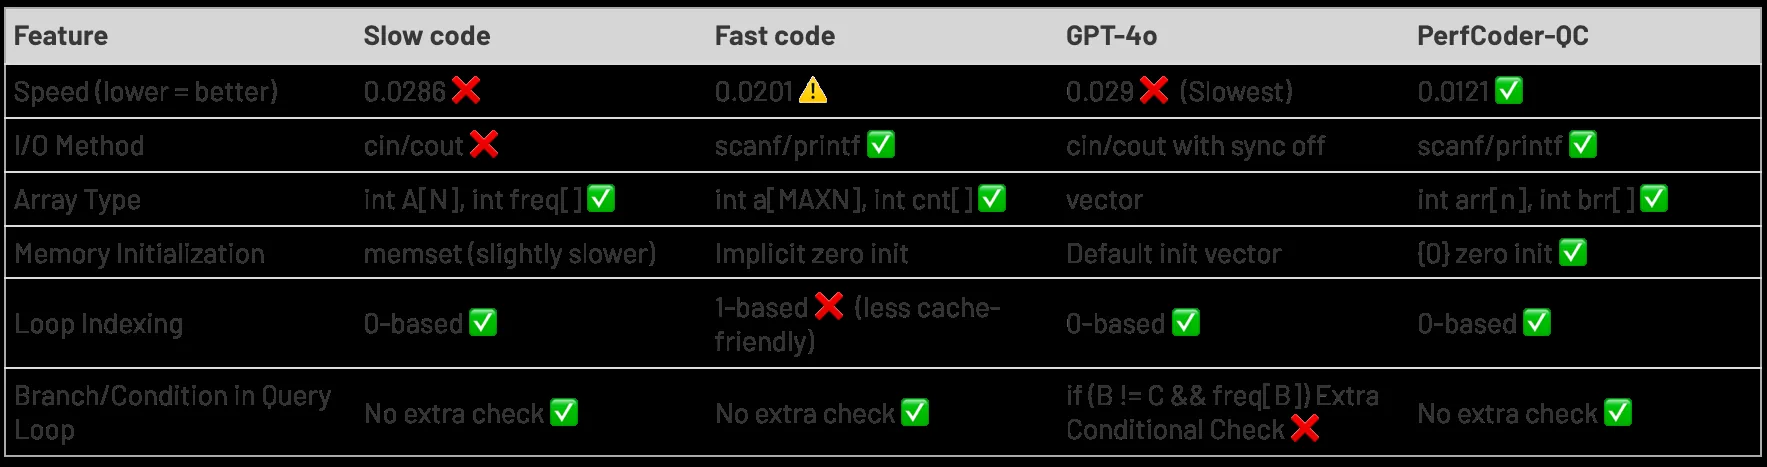 Feature Slow code Fast code GPT-4o PerfCoder-QC
Speed (lower = better) 0.0286 ❌ 0.0201 ⚠️ 0.029 ❌ (Slowest) 0.0121 ✅
I/O Method cin/cout ❌ scanf/printf ✅ cin/cout with sync off scanf/printf ✅
Array Type int A[N], int freq[] ✅ int a[MAXN], int cnt[] ✅ vector int arr[n], int brr[] ✅
Memory Initialization memset (slightly slower) Implicit zero init Default init vector {0} zero init ✅
Loop Indexing 0-based ✅ 1-based ❌ (less cache-
friendly) 0-based ✅ 0-based ✅
Branch/Condition in Query
Loop No extra check ✅ No extra check ✅ if (B != C && freq[B]) Extra
Conditional Check ❌ No extra check ✅